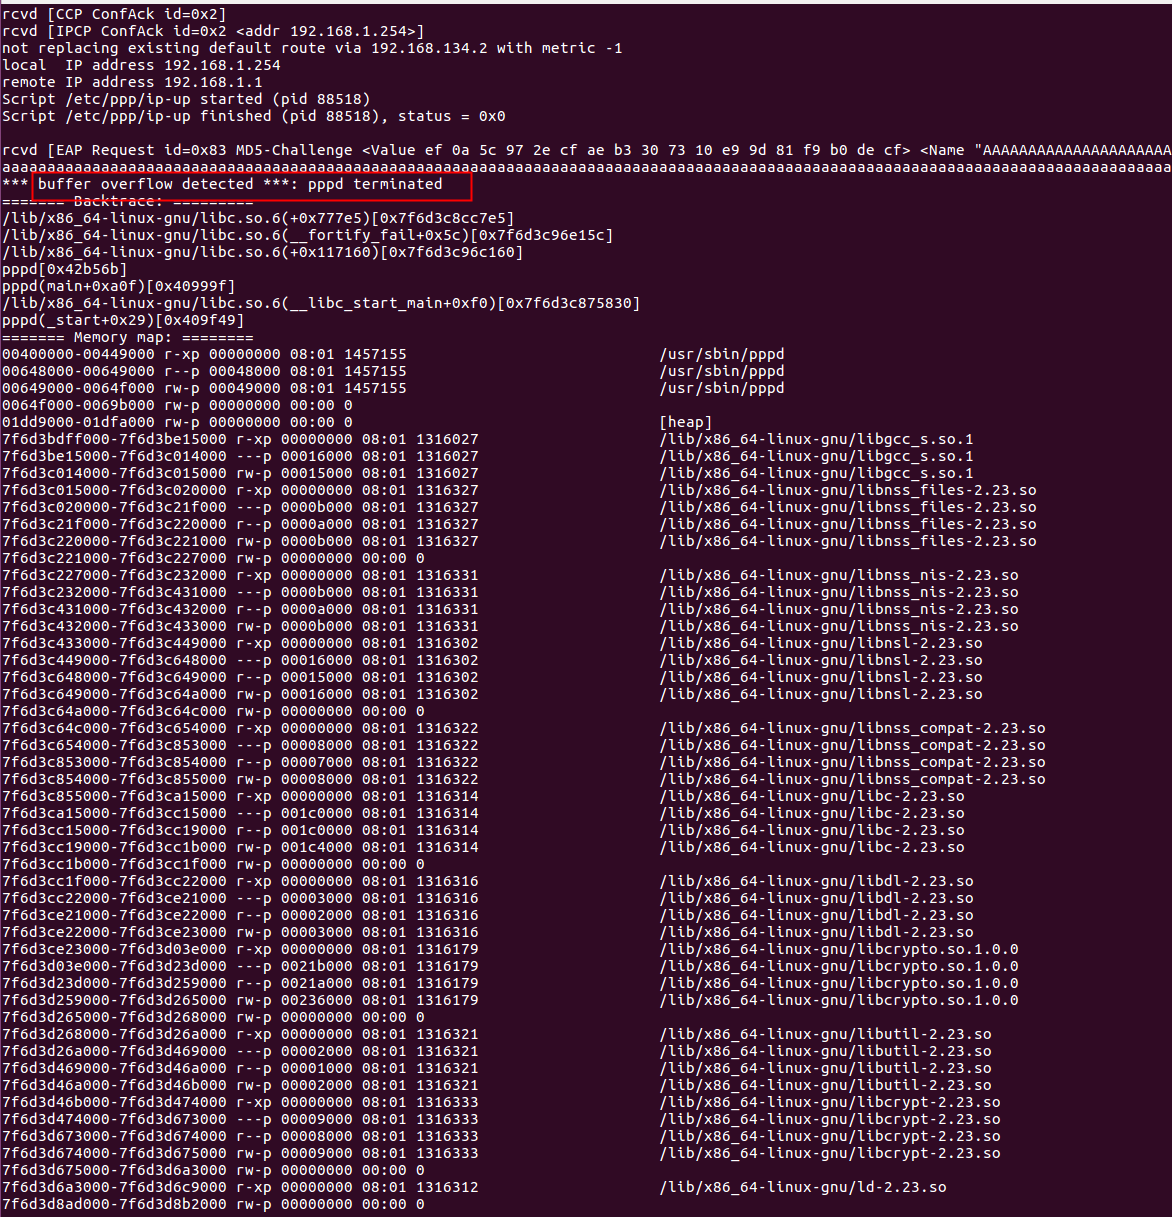 rcvd [CCP ConfAck id=0x2]
rcvd [IPCP ConfAck id=0x2 <addr 192.168.1.254>]
not replacing existing default route via 192.168.134.2 with metric -1
local  IP address 192.168.1.254
remote IP address 192.168.1.1
Script /etc/ppp/ip-up started (pid 88518)
Script /etc/ppp/ip-up finished (pid 88518), status = 0x0
rcvd [EAP Request id=0x83 MD5-Challenge <Value ef 0a 5c 97 2e cf ae b3 30 73 10 e9 9d 81 f9 b0 de cf> <Name "AAAAAAAAAAAAAAAAAAAAA
aaaaaaaaaaaaaaaaaaaaaaaaaaaaaaaaaaaaaaaaaaaaaaaaaaaaaaaaaaaaaaaaaaaaaaaaaaaaaaaaaaaaaaaaaaaaaaaaaaaaaaaaaaaaaaaaaaaaaaaaaaaaaaaaaa
*** buffer overflow detected ***: pppd terminated
======= Backtrace: =========
/lib/x86_64-linux-gnu/libc.so.6(+0x777e5)[0x7f6d3c8cc7e5]
/lib/x86_64-linux-gnu/libc.so.6(__fortify_fail+0x5c)[0x7f6d3c96e15c]
/lib/x86_64-linux-gnu/libc.so.6(+0x117160)[0x7f6d3c96c160]
pppd[0x42b56b]
pppd(main+0xa0f)[0x40999f]
/lib/x86_64-linux-gnu/libc.so.6(__libc_start_main+0xf0)[0x7f6d3c875830]
pppd(_start+0x29)[0x409f49]
======= Memory map: ========
00400000-00449000 r-xp 00000000 08:01 1457155 /usr/sbin/pppd
00648000-00649000 r--p 00048000 08:01 1457155 /usr/sbin/pppd
00649000-0064f000 rw-p 00049000 08:01 1457155 /usr/sbin/pppd
0064f000-0069b000 rw-p 00000000 00:00 0
01dd9000-01dfa000 rw-p 00000000 00:00 0 [heap]
7f6d3bdff000-7f6d3be15000 r-xp 00000000 08:01 1316027 /lib/x86_64-linux-gnu/libgcc_s.so.1
7f6d3be15000-7f6d3c014000 ---p 00016000 08:01 1316027 /lib/x86_64-linux-gnu/libgcc_s.so.1
7f6d3c014000-7f6d3c015000 rw-p 00015000 08:01 1316027 /lib/x86_64-linux-gnu/libgcc_s.so.1
7f6d3c015000-7f6d3c020000 r-xp 00000000 08:01 1316327 /lib/x86_64-linux-gnu/libnss_files-2.23.so
7f6d3c020000-7f6d3c21f000 ---p 0000b000 08:01 1316327 /lib/x86_64-linux-gnu/libnss_files-2.23.so
7f6d3c21f000-7f6d3c220000 r--p 0000a000 08:01 1316327 /lib/x86_64-linux-gnu/libnss_files-2.23.so
7f6d3c220000-7f6d3c221000 rw-p 0000b000 08:01 1316327 /lib/x86_64-linux-gnu/libnss_files-2.23.so
7f6d3c221000-7f6d3c227000 rw-p 00000000 00:00 0
7f6d3c227000-7f6d3c232000 r-xp 00000000 08:01 1316331 /lib/x86_64-linux-gnu/libnss_nis-2.23.so
7f6d3c232000-7f6d3c431000 ---p 0000b000 08:01 1316331 /lib/x86_64-linux-gnu/libnss_nis-2.23.so
7f6d3c431000-7f6d3c432000 r--p 0000a000 08:01 1316331 /lib/x86_64-linux-gnu/libnss_nis-2.23.so
7f6d3c432000-7f6d3c433000 rw-p 0000b000 08:01 1316331 /lib/x86_64-linux-gnu/libnss_nis-2.23.so
7f6d3c433000-7f6d3c449000 r-xp 00000000 08:01 1316302 /lib/x86_64-linux-gnu/libnsl-2.23.so
7f6d3c449000-7f6d3c648000 ---p 00016000 08:01 1316302 /lib/x86_64-linux-gnu/libnsl-2.23.so
7f6d3c648000-7f6d3c649000 r--p 00015000 08:01 1316302 /lib/x86_64-linux-gnu/libnsl-2.23.so
7f6d3c649000-7f6d3c64a000 rw-p 00016000 08:01 1316302 /lib/x86_64-linux-gnu/libnsl-2.23.so
7f6d3c64a000-7f6d3c64c000 rw-p 00000000 00:00 0
7f6d3c64c000-7f6d3c654000 r-xp 00000000 08:01 1316322 /lib/x86_64-linux-gnu/libnss_compat-2.23.so
7f6d3c654000-7f6d3c853000 ---p 00008000 08:01 1316322 /lib/x86_64-linux-gnu/libnss_compat-2.23.so
7f6d3c853000-7f6d3c854000 r--p 00007000 08:01 1316322 /lib/x86_64-linux-gnu/libnss_compat-2.23.so
7f6d3c854000-7f6d3c855000 rw-p 00008000 08:01 1316322 /lib/x86_64-linux-gnu/libnss_compat-2.23.so
7f6d3c855000-7f6d3ca15000 r-xp 00000000 08:01 1316314 /lib/x86_64-linux-gnu/libc-2.23.so
7f6d3ca15000-7f6d3cc15000 ---p 001c0000 08:01 1316314 /lib/x86_64-linux-gnu/libc-2.23.so
7f6d3cc15000-7f6d3cc19000 r--p 001c0000 08:01 1316314 /lib/x86_64-linux-gnu/libc-2.23.so
7f6d3cc19000-7f6d3cc1b000 rw-p 001c4000 08:01 1316314 /lib/x86_64-linux-gnu/libc-2.23.so
7f6d3cc1b000-7f6d3cc1f000 rw-p 00000000 00:00 0
7f6d3cc1f000-7f6d3cc22000 r-xp 00000000 08:01 1316316 /lib/x86_64-linux-gnu/libdl-2.23.so
7f6d3cc22000-7f6d3ce21000 ---p 00003000 08:01 1316316 /lib/x86_64-linux-gnu/libdl-2.23.so
7f6d3ce21000-7f6d3ce22000 r--p 00002000 08:01 1316316 /lib/x86_64-linux-gnu/libdl-2.23.so
7f6d3ce22000-7f6d3ce23000 rw-p 00003000 08:01 1316316 /lib/x86_64-linux-gnu/libdl-2.23.so
7f6d3ce23000-7f6d3d03e000 r-xp 00000000 08:01 1316179 /lib/x86_64-linux-gnu/libcrypto.so.1.0.0
7f6d3d03e000-7f6d3d23d000 ---p 0021b000 08:01 1316179 /lib/x86_64-linux-gnu/libcrypto.so.1.0.0
7f6d3d23d000-7f6d3d259000 r--p 0021a000 08:01 1316179 /lib/x86_64-linux-gnu/libcrypto.so.1.0.0
7f6d3d259000-7f6d3d265000 rw-p 00236000 08:01 1316179 /lib/x86_64-linux-gnu/libcrypto.so.1.0.0
7f6d3d265000-7f6d3d268000 rw-p 00000000 00:00 0
7f6d3d268000-7f6d3d26a000 r-xp 00000000 08:01 1316321 /lib/x86_64-linux-gnu/libutil-2.23.so
7f6d3d26a000-7f6d3d469000 ---p 00002000 08:01 1316321 /lib/x86_64-linux-gnu/libutil-2.23.so
7f6d3d469000-7f6d3d46a000 r--p 00001000 08:01 1316321 /lib/x86_64-linux-gnu/libutil-2.23.so
7f6d3d46a000-7f6d3d46b000 rw-p 00002000 08:01 1316321 /lib/x86_64-linux-gnu/libutil-2.23.so
7f6d3d46b000-7f6d3d474000 r-xp 00000000 08:01 1316333 /lib/x86_64-linux-gnu/libcrypt-2.23.so
7f6d3d474000-7f6d3d673000 ---p 00009000 08:01 1316333 /lib/x86_64-linux-gnu/libcrypt-2.23.so
7f6d3d673000-7f6d3d674000 r--p 00008000 08:01 1316333 /lib/x86_64-linux-gnu/libcrypt-2.23.so
7f6d3d674000-7f6d3d675000 rw-p 00009000 08:01 1316333 /lib/x86_64-linux-gnu/libcrypt-2.23.so
7f6d3d675000-7f6d3d6a3000 rw-p 00000000 00:00 0
7f6d3d6a3000-7f6d3d6c9000 r-xp 00000000 08:01 1316312 /lib/x86_64-linux-gnu/ld-2.23.so
7f6d3d8ad000-7f6d3d8b2000 rw-p 00000000 00:00 0